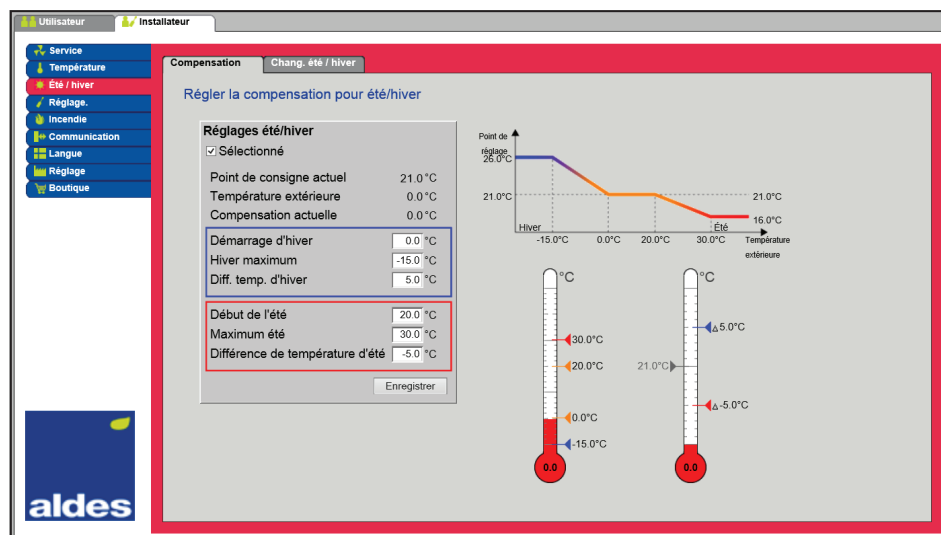 Utilisateur
Installateur
Service
Température
Été / hiver
Réglage.
Incendie
Communication
Langue
Réglage
Boutique
Compensation
Chang. été / hiver
Régler la compensation pour été/hiver
Réglages été/hiver
Sélectionné
Point de consigne actuel 21.0°C
Température extérieure 0.0°C
Compensation actuelle 0.0°C
Démarrage d'hiver 0.0 °C
Hiver maximum -15.0 °C
Diff. temp. d'hiver 5.0 °C
Début de l'été 20.0 °C
Maximum été 30.0 °C
Différence de température d'été -5.0 °C
Enregistrer
Point de
réglage
26.0°C
21.0°C
21.0°C
16.0°C
Hiver
Été
-15.0°C 0.0°C 20.0°C 30.0°C Température
extérieure
°C
30.0°C
20.0°C
0.0°C
-15.0°C
0.0
°C
Δ5.0°C
21.0°C
Δ-5.0°C
0.0
aldes